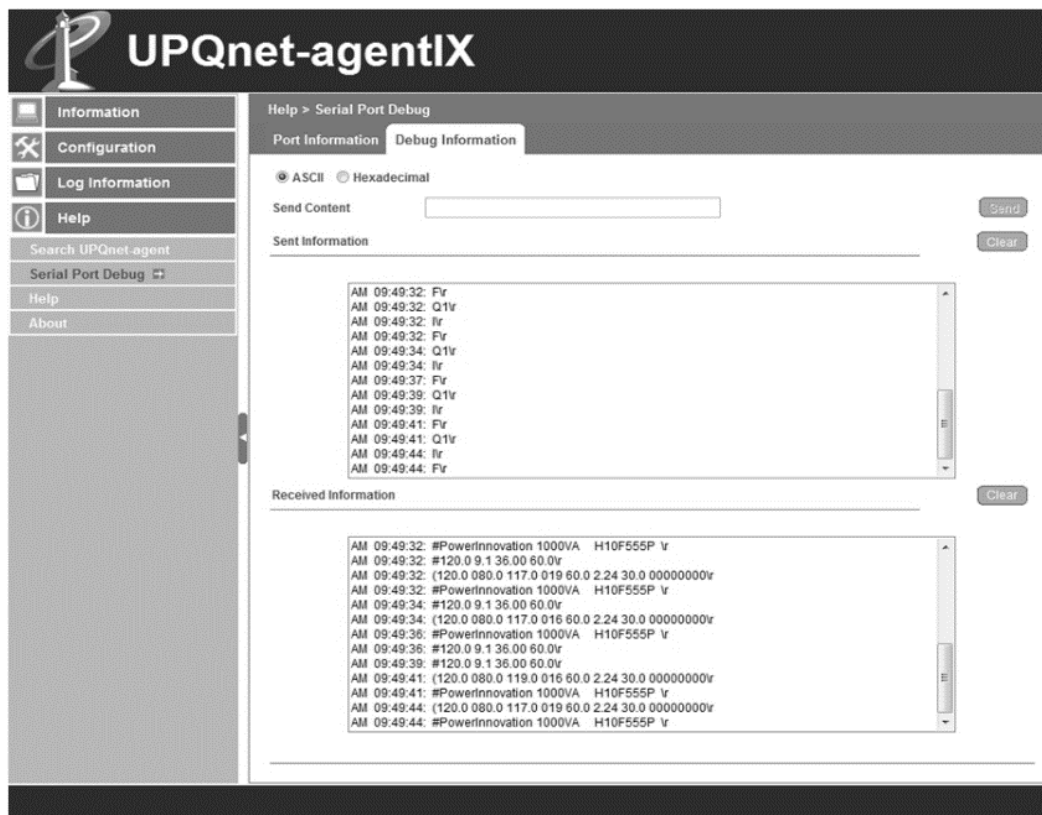 UPQnet-agentIX
Information
Configuration
Log Information
Help
Search UPQnet-agent
Serial Port Debug
Help
About
Help > Serial Port Debug
Port Information Debug Information
ASCII Hexadecimal
Send Content Send
Sent Information Clear
AM 09:49:32: F\r
AM 09:49:32: Q1\r
AM 09:49:32: I\r
AM 09:49:32: F\r
AM 09:49:34: Q1\r
AM 09:49:34: I\r
AM 09:49:37: F\r
AM 09:49:39: Q1\r
AM 09:49:39: I\r
AM 09:49:41: F\r
AM 09:49:41: Q1\r
AM 09:49:44: I\r
AM 09:49:44: F\r
Received Information Clear
AM 09:49:32: #PowerInnovation 1000VA H10F555P \r
AM 09:49:32: #120.0 9.1 36.00 60.0\r
AM 09:49:32: (120.0 080.0 117.0 019 60.0 2.24 30.0 00000000\r
AM 09:49:32: #PowerInnovation 1000VA H10F555P \r
AM 09:49:34: #120.0 9.1 36.00 60.0\r
AM 09:49:34: (120.0 080.0 117.0 016 60.0 2.24 30.0 00000000\r
AM 09:49:36: #PowerInnovation 1000VA H10F555P \r
AM 09:49:36: #120.0 9.1 36.00 60.0\r
AM 09:49:39: #120.0 9.1 36.00 60.0\r
AM 09:49:41: (120.0 080.0 119.0 016 60.0 2.24 30.0 00000000\r
AM 09:49:41: #PowerInnovation 1000VA H10F555P \r
AM 09:49:44: (120.0 080.0 117.0 019 60.0 2.24 30.0 00000000\r
AM 09:49:44: #PowerInnovation 1000VA H10F555P \r